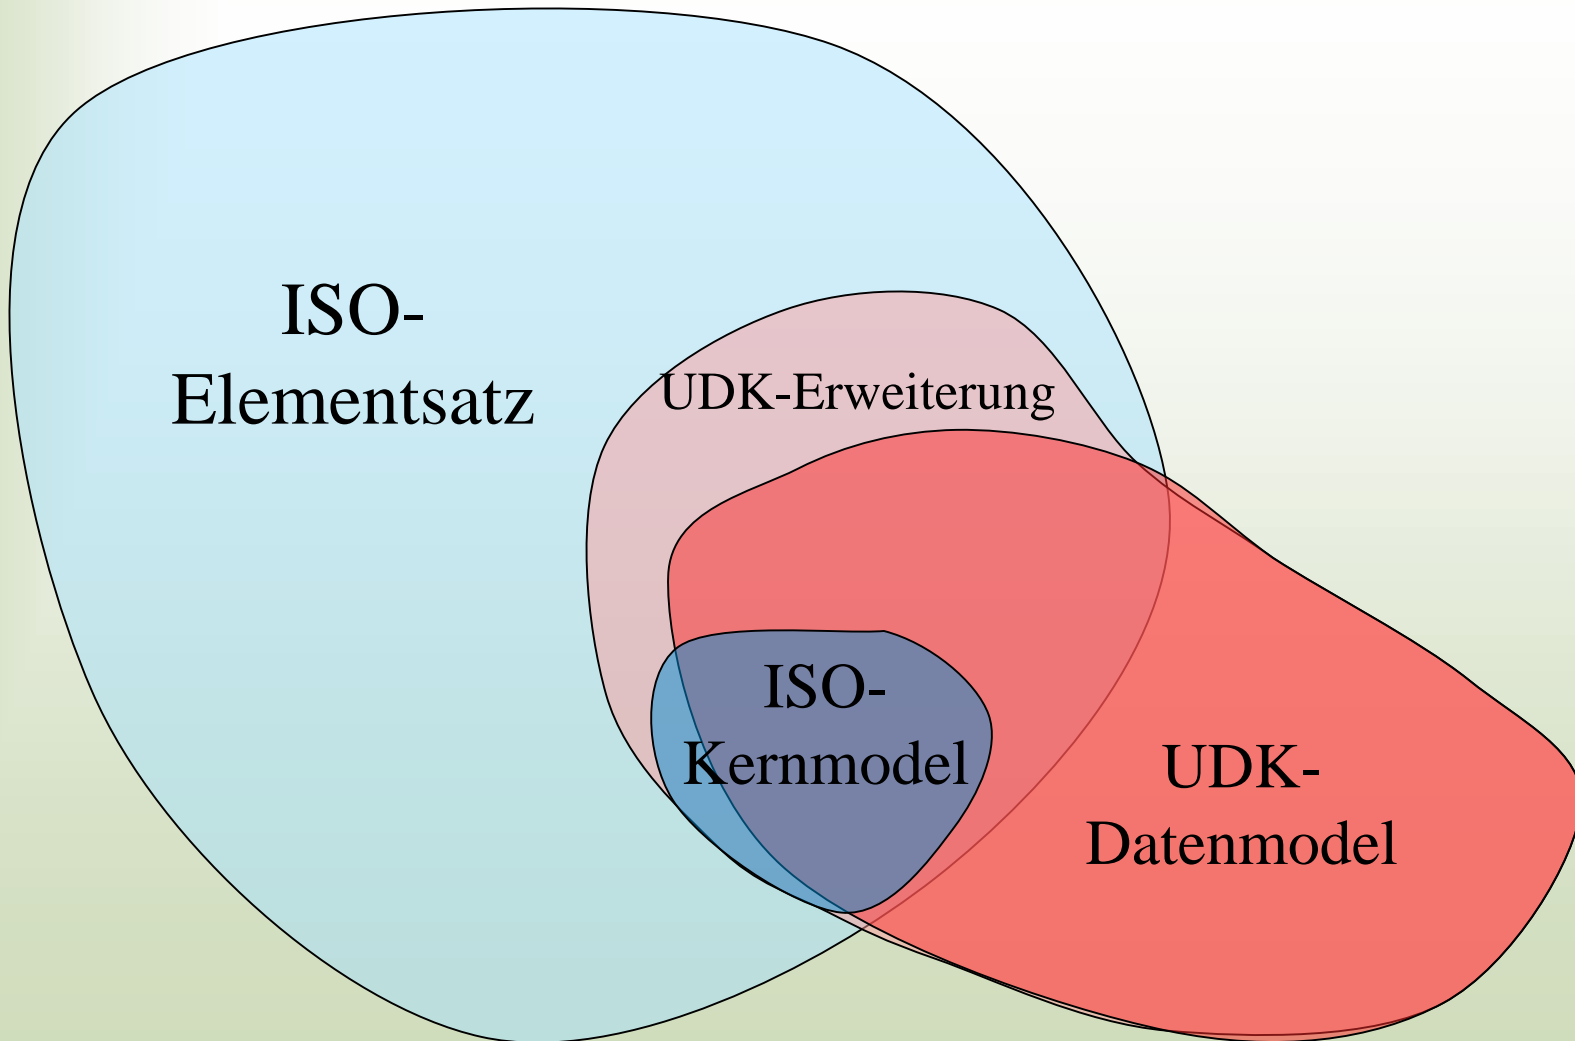 ISO-
Elementsatz
UDK-Erweiterung
ISO-
Kernmodel
UDK-
Datenmodel